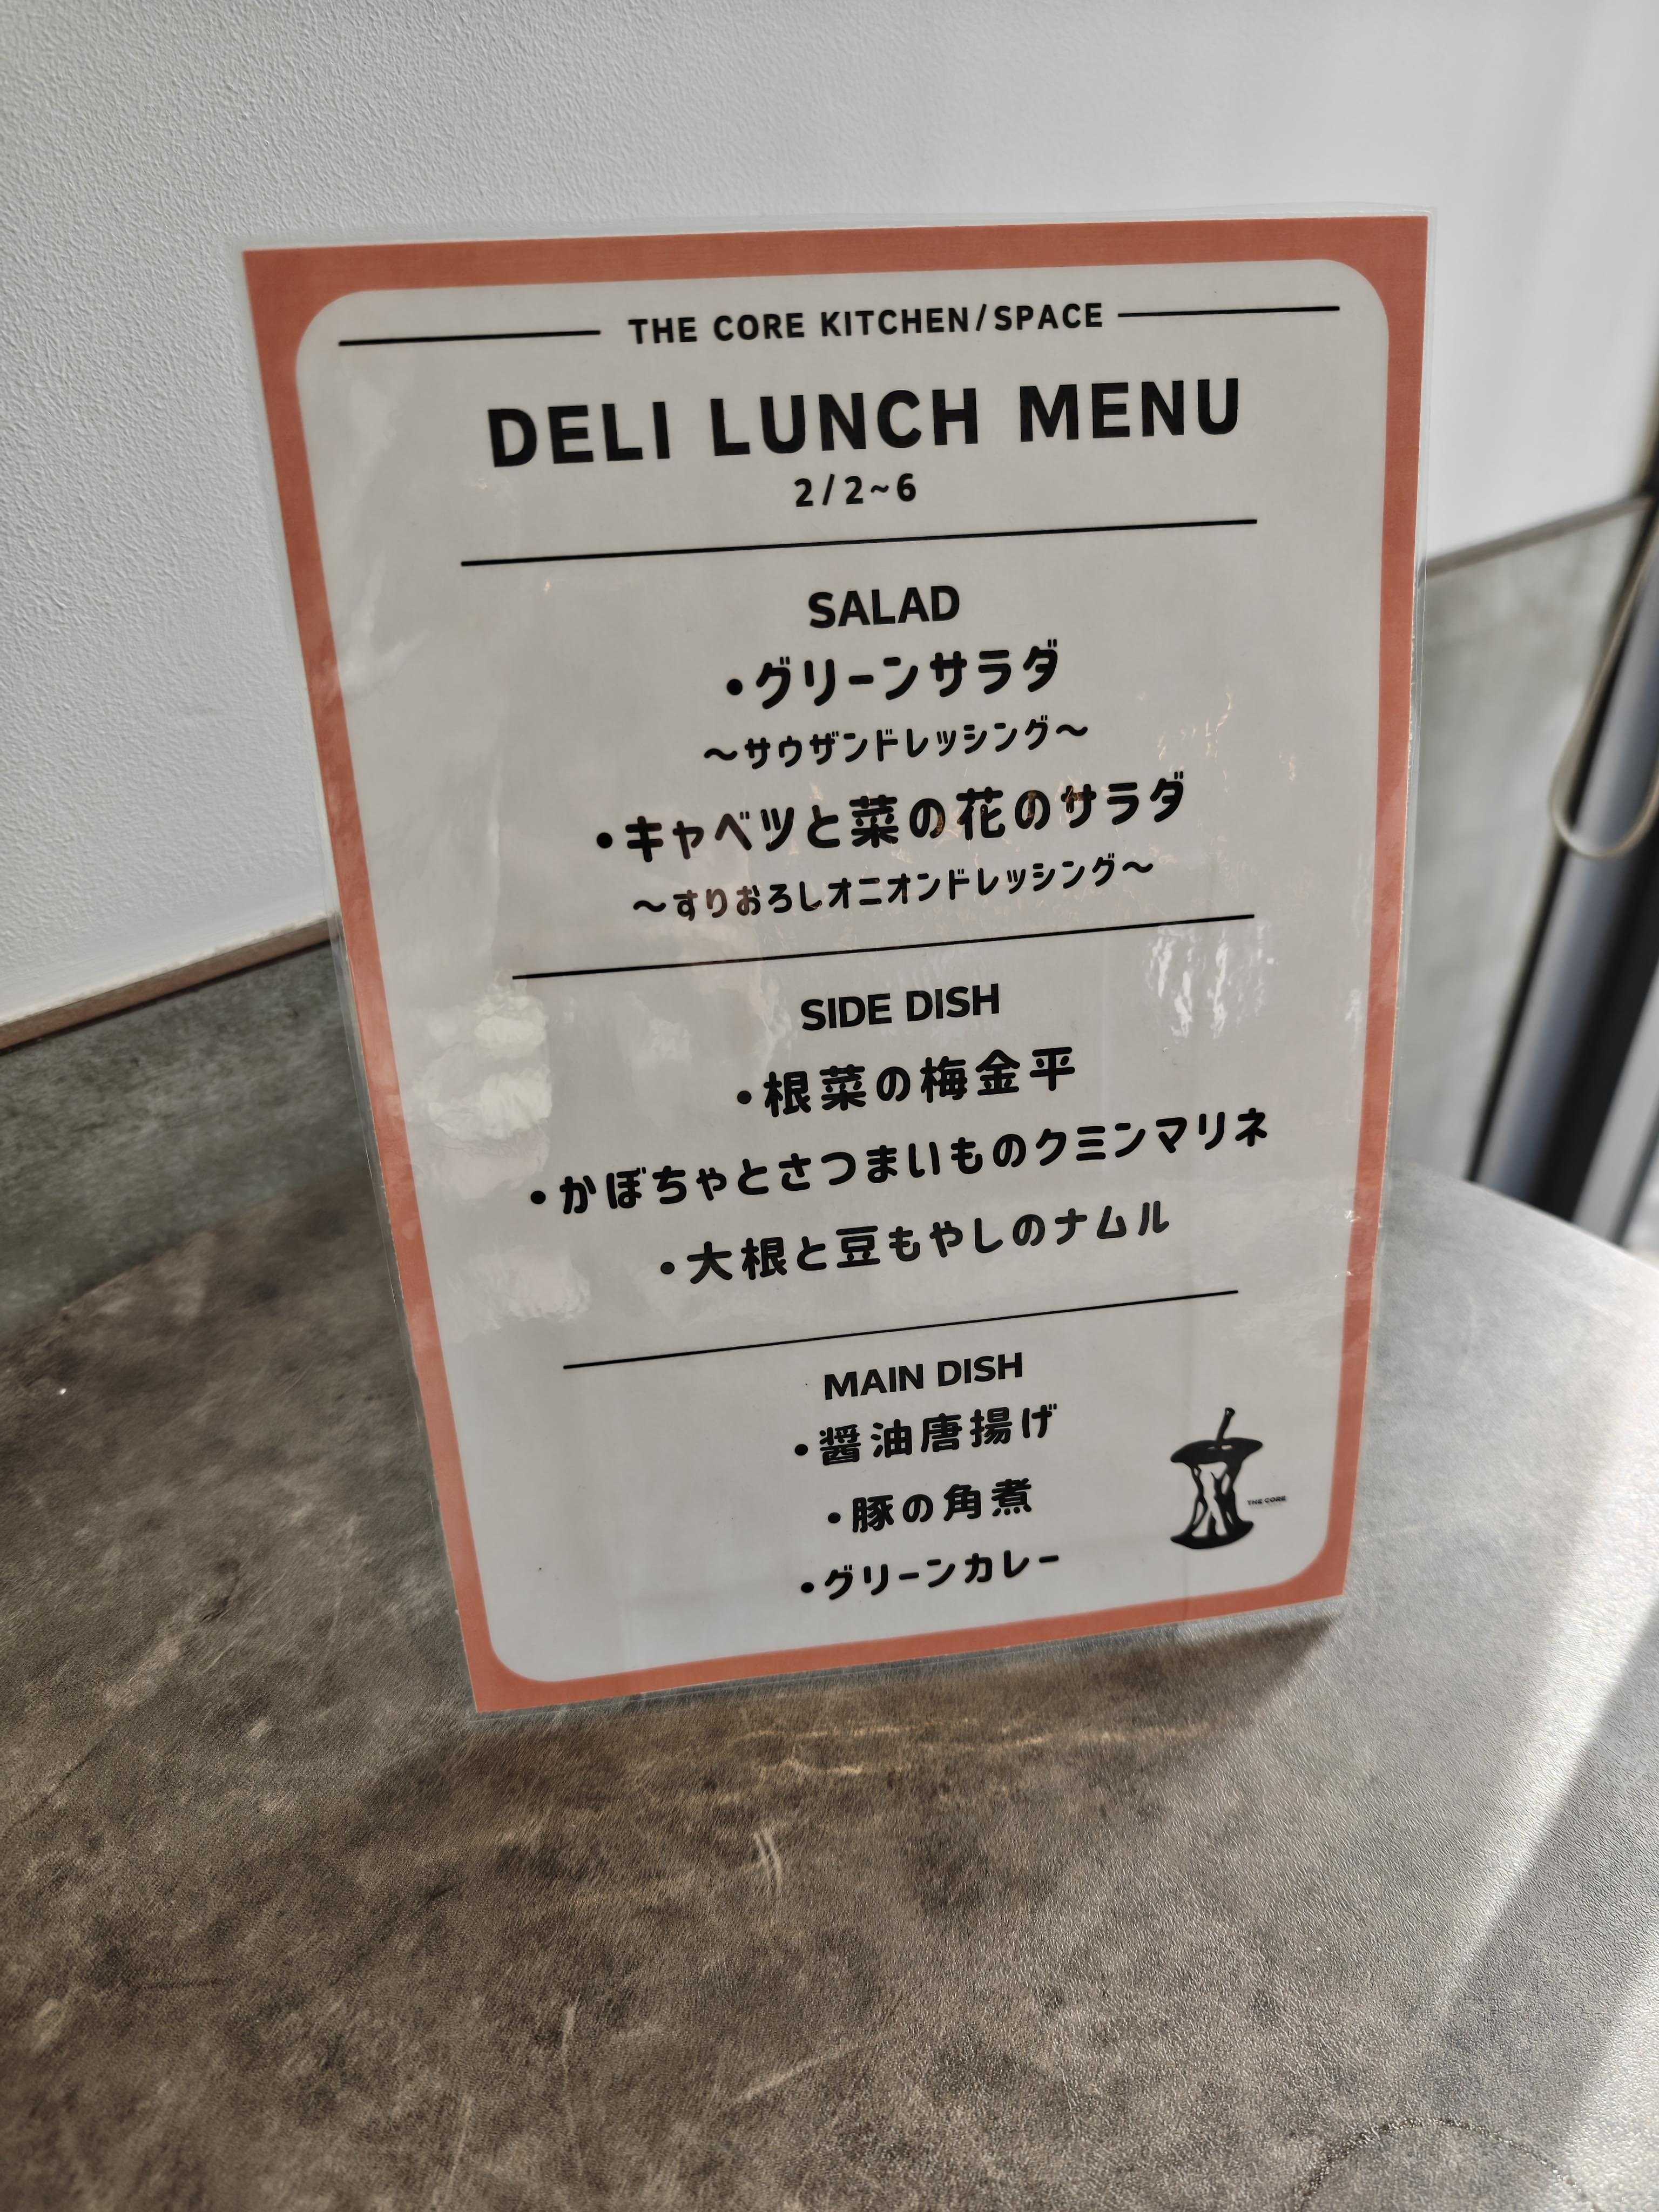 THE CORE KITCHEN/SPACE
DELI LUNCH MENU
2/2~6
SALAD
・グリーンサラダ
〜サウザンドレッシング〜
・キャベツと菜の花のサラダ
〜すりおろしオニオンドレッシング〜
SIDE DISH
・根菜の梅金平
・かぼちゃとさつまいものクミンマリネ
・大根と豆もやしのナムル
MAIN DISH
・醤油唐揚げ
・豚の角煮
・グリーンカレー
THE CORE